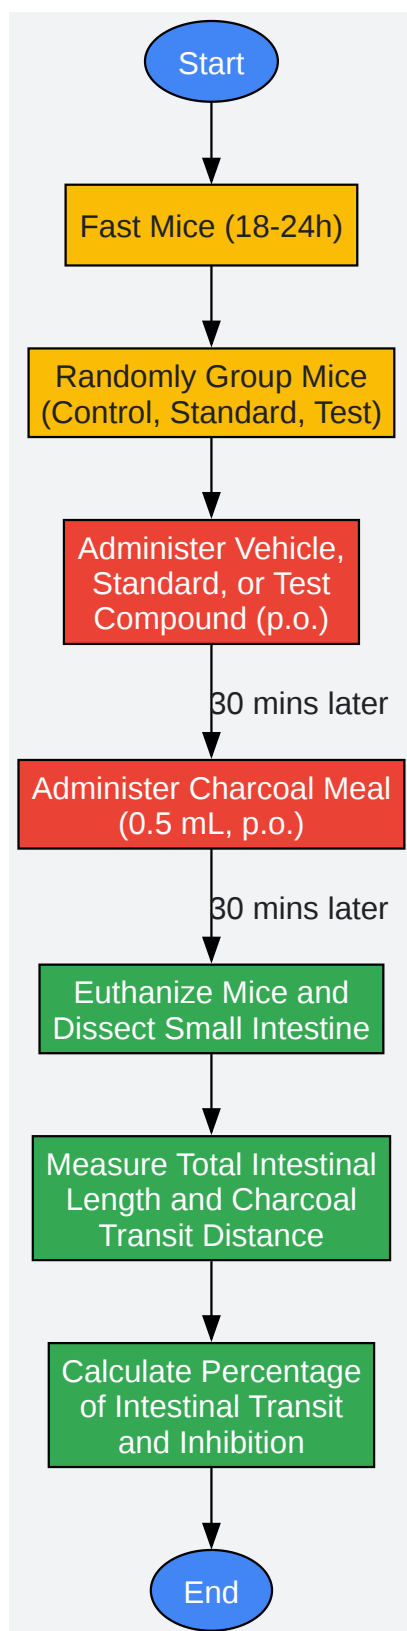 Start
Fast Mice (18-24h)
Randomly Group Mice
(Control, Standard, Test)
Administer Vehicle,
Standard, or Test
Compound (p.o.)
30 mins later
Administer Charcoal Meal
(0.5 mL, p.o.)
30 mins later
Euthanize Mice and
Dissect Small Intestine
Measure Total Intestinal
Length and Charcoal
Transit Distance
Calculate Percentage
of Intestinal Transit
and Inhibition
End